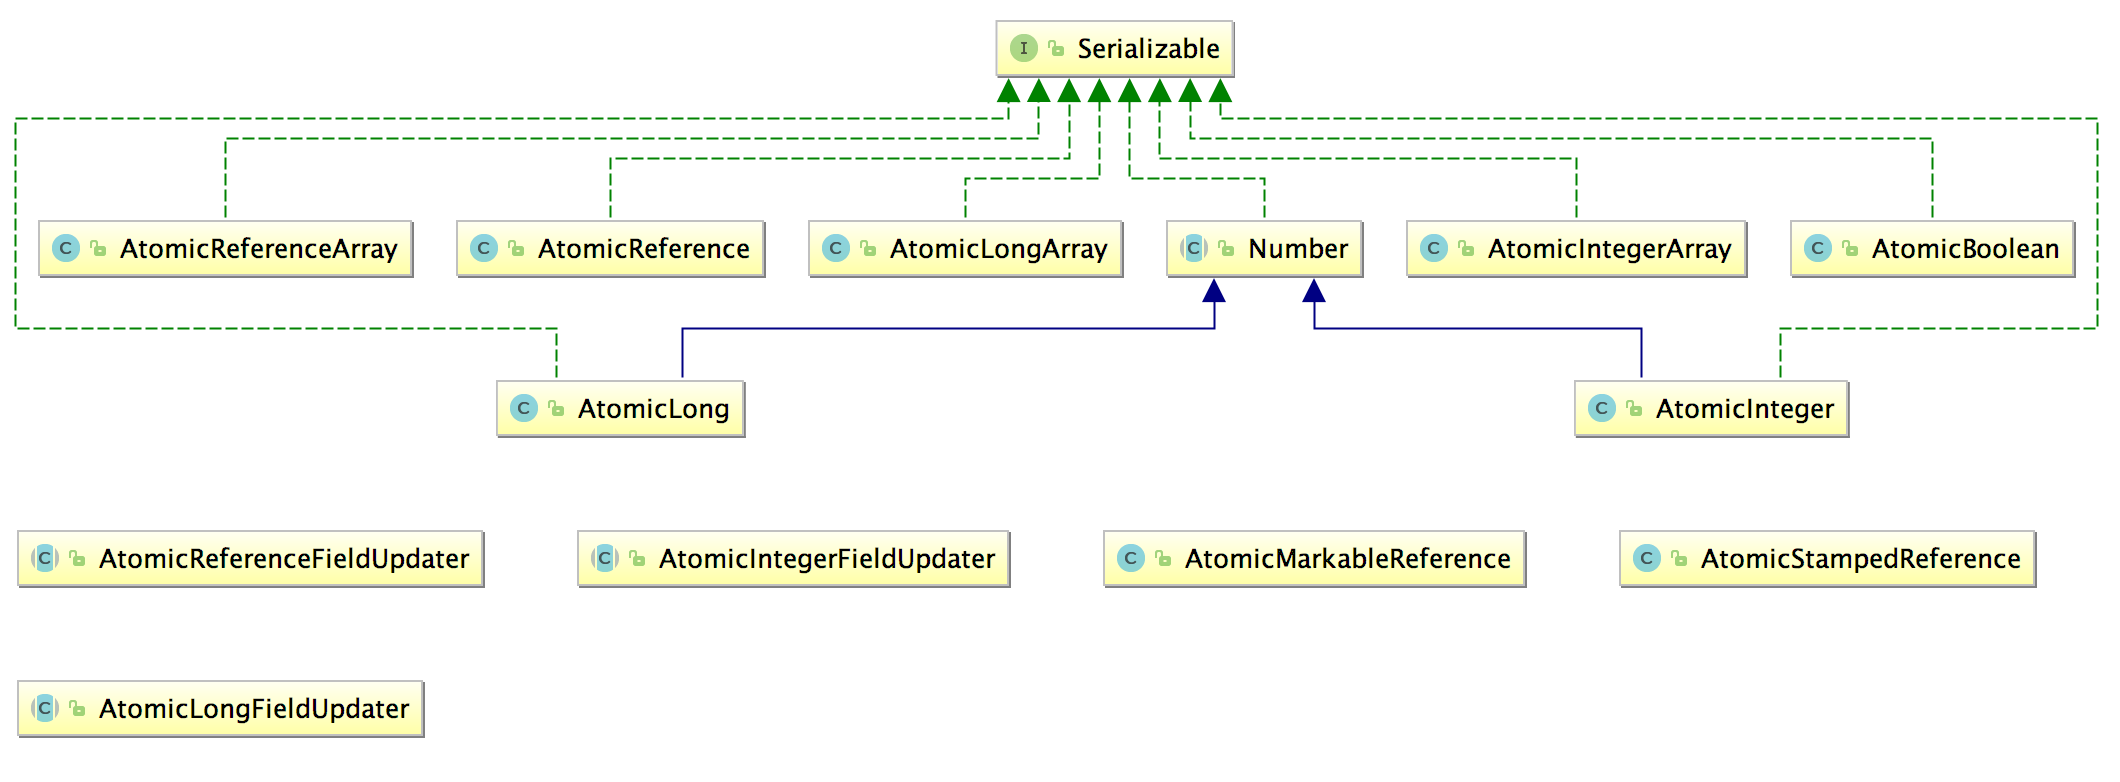 I Serializable
C AtomicReferenceArray
C AtomicReference
C AtomicLongArray
C Number
C AtomicIntegerArray
C AtomicBoolean
C AtomicLong
C AtomicInteger
C AtomicReferenceFieldUpdater
C AtomicIntegerFieldUpdater
C AtomicMarkableReference
C AtomicStampedReference
C AtomicLongFieldUpdater